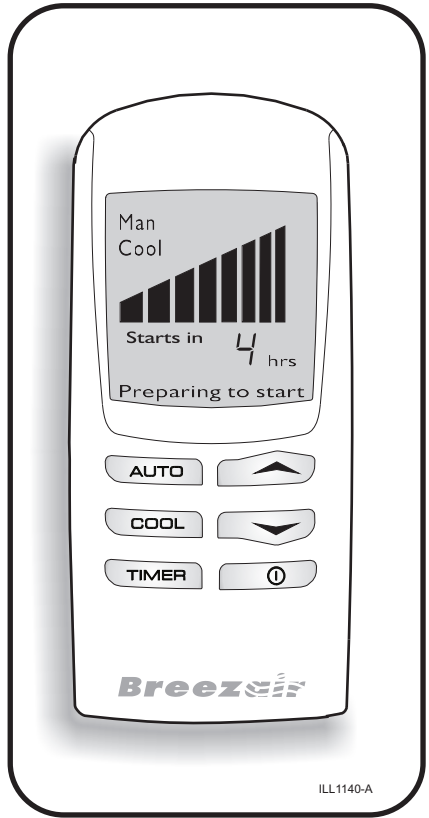 Man
Cool
Starts in 4 hrs
Preparing to start
AUTO
COOL
TIMER
Breezair
ILL1140-A